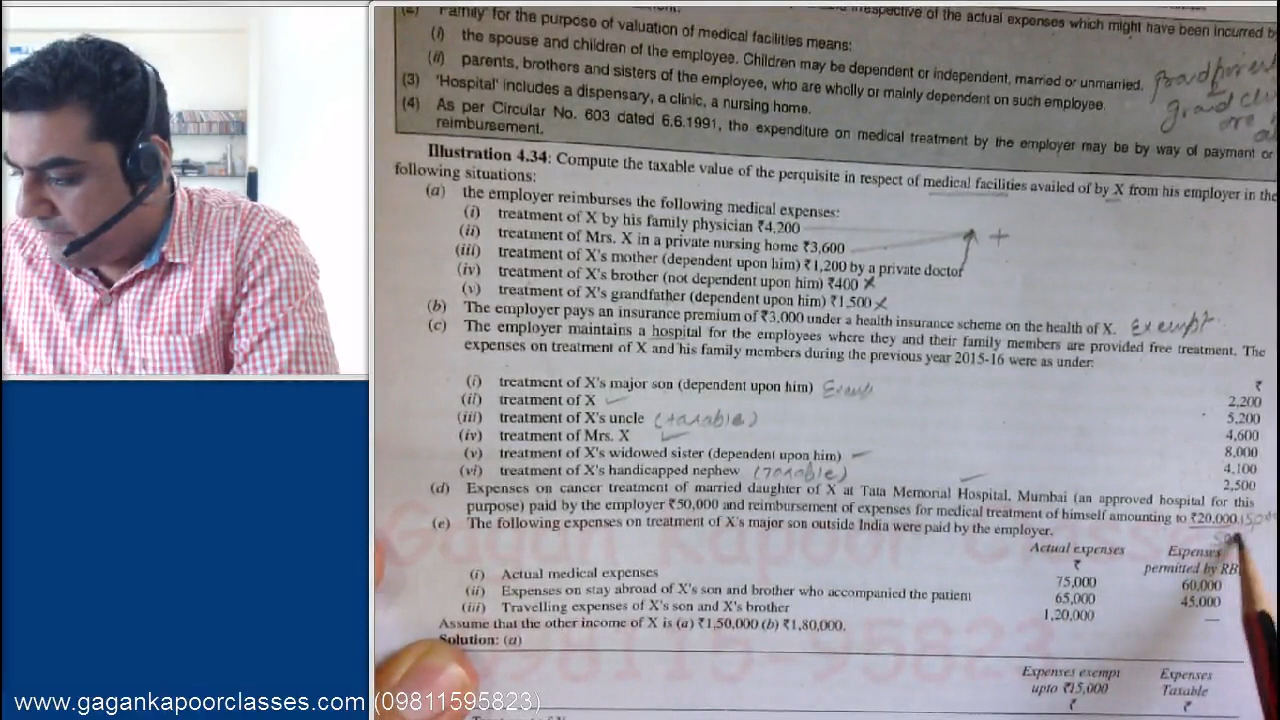 (2) 'Family' for the purpose of valuation of medical facilities means: irrespective of the actual expenses which might have been incurred
(i) the spouse and children of the employee. Children may be dependent or independent, married or unmarried.
(ii) parents, brothers and sisters of the employee, who are wholly or mainly dependent on such employee.
(3) 'Hospital' includes a dispensary, a clinic, a nursing home.
(4) As per Circular No. 603 dated 6.6.1991, the expenditure on medical treatment by the employer may be by way of payment or
reimbursement.
Illustration 4.34: Compute the taxable value of the perquisite in respect of medical facilities availed of by X from his employer in the
following situations:
(a) the employer reimburses the following medical expenses:
(i) treatment of X by his family physician ₹4,200
(ii) treatment of Mrs. X in a private nursing home ₹3,600 +
(iii) treatment of X's mother (dependent upon him) ₹1,200 by a private doctor
(iv) treatment of X's brother (not dependent upon him) ₹400 ×
(v) treatment of X's grandfather (dependent upon him) ₹1,500 ×
(b) The employer pays an insurance premium of ₹3,000 under a health insurance scheme on the health of X. Exempt
(c) The employer maintains a hospital for the employees where they and their family members are provided free treatment. The
expenses on treatment of X and his family members during the previous year 2015-16 were as under:
₹
(i) treatment of X's major son (dependent upon him) 2,200
(ii) treatment of X 5,200
(iii) treatment of X's uncle (taxable) 4,600
(iv) treatment of Mrs. X 8,000
(v) treatment of X's widowed sister (dependent upon him) 4,100
(vi) treatment of X's handicapped nephew (Taxable) 2,500
(d) Expenses on cancer treatment of married daughter of X at Tata Memorial Hospital, Mumbai (an approved hospital for this
purpose) paid by the employer ₹50,000 and reimbursement of expenses for medical treatment of himself amounting to ₹20,000.
(e) The following expenses on treatment of X's major son outside India were paid by the employer.
Actual expenses Expenses
₹ permitted by RB
(i) Actual medical expenses 75,000 60,000
(ii) Expenses on stay abroad of X's son and brother who accompanied the patient 65,000 45,000
(iii) Travelling expenses of X's son and X's brother 1,20,000 —
Assume that the other income of X is (a) ₹1,50,000 (b) ₹1,80,000.
Solution: (a)
Expenses exempt Expenses
upto ₹15,000 Taxable
₹ ₹
Gagan Kapoor Classes
098115-95823
www.gagankapoorclasses.com (09811595823)